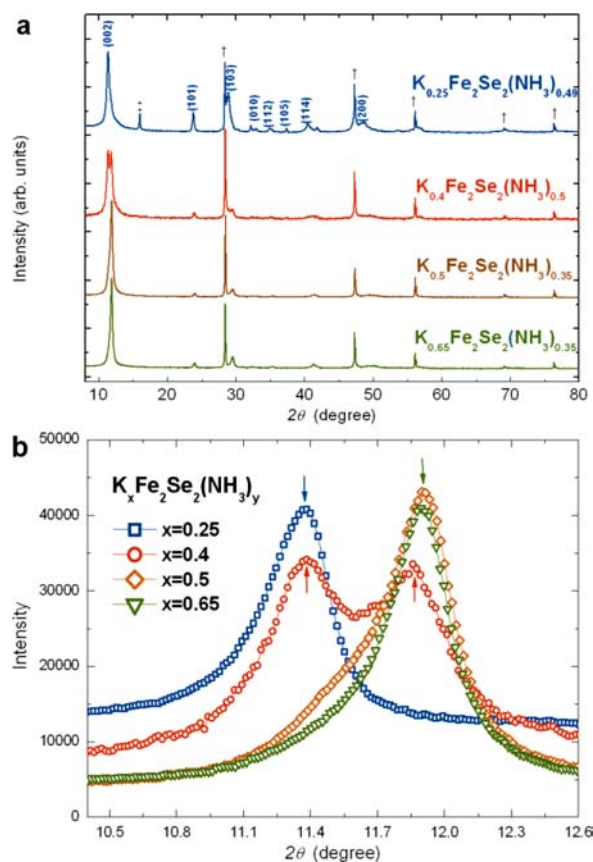 a
(002)
‡
(101)
†
(103)
(010)
(112)
(105)
(114)
†
(200)
†
†
†
K0.25Fe2Se2(NH3)0.49
K0.4Fe2Se2(NH3)0.5
K0.5Fe2Se2(NH3)0.35
K0.65Fe2Se2(NH3)0.35
Intensity (arb. units)
10 20 30 40 50 60 70 80
2θ (degree)
b
50000
40000
30000
20000
10000
0
KxFe2Se2(NH3)y
x=0.25
x=0.4
x=0.5
x=0.65
Intensity
10.5 10.8 11.1 11.4 11.7 12.0 12.3 12.6
2θ (degree)